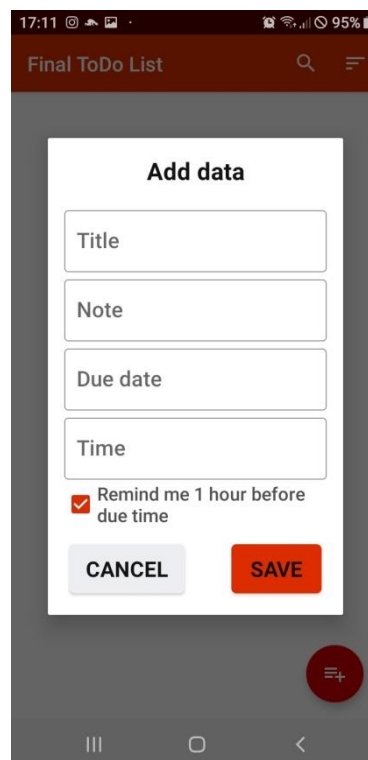 17:11 95%
Final ToDo List
Add data
Title
Note
Due date
Time
Remind me 1 hour before
due time
CANCEL SAVE